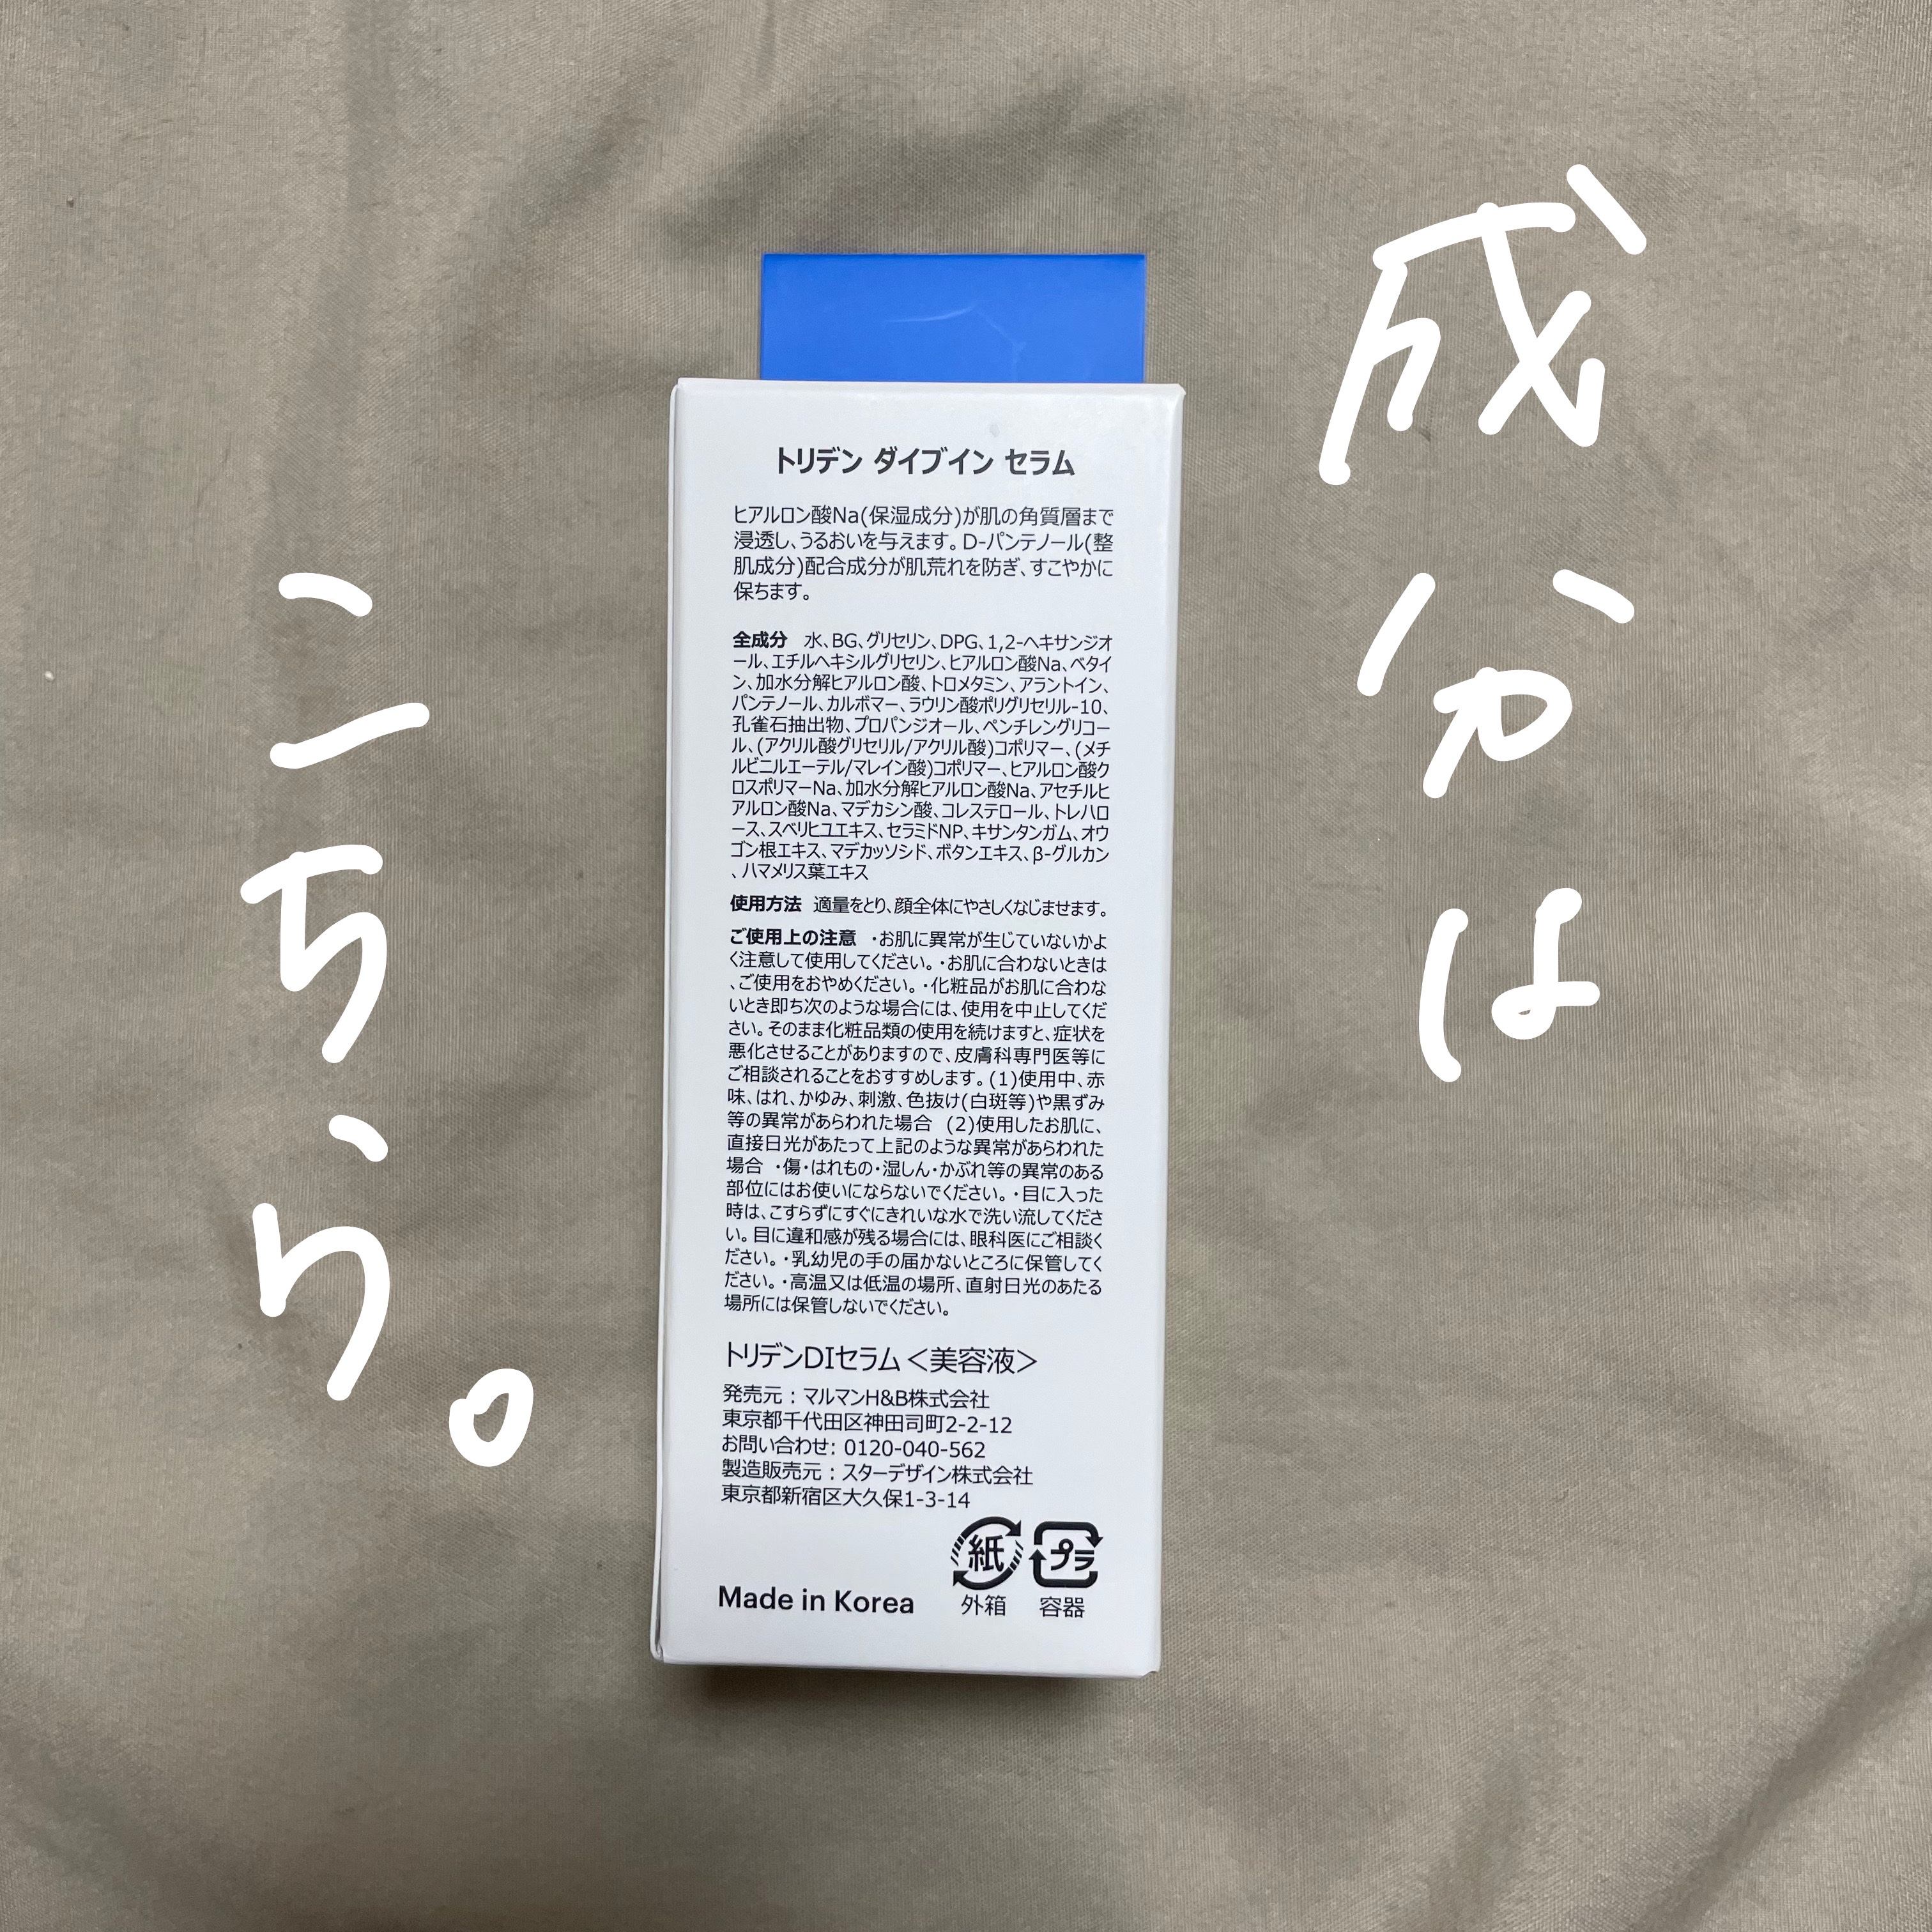 成分は
こちら。
トリデン ダイブイン セラム
ヒアルロン酸Na(保湿成分)が肌の角質層まで
浸透し、うるおいを与えます。D-パンテノール(整
肌成分)配合成分が肌荒れを防ぎ、すこやかに
保ちます。
全成分 水、BG、グリセリン、DPG、1,2-ヘキサンジオ
ール、エチルヘキシルグリセリン、ヒアルロン酸Na、ベタイ
ン、加水分解ヒアルロン酸、トロメタミン、アラントイン、
パンテノール、カルボマー、ラウリン酸ポリグリセリル-10、
孔雀石抽出物、プロパンジオール、ペンチレングリコー
ル、(アクリル酸グリセリル/アクリル酸)コポリマー、(メチ
ルビニルエーテル/マレイン酸)コポリマー、ヒアルロン酸ク
ロスポリマーNa、加水分解ヒアルロン酸Na、アセチルヒ
アルロン酸Na、マデカシン酸、コレステロール、トレハロ
ース、スベリヒユエキス、セラミドNP、キサンタンガム、オウ
ゴン根エキス、マデカッソシド、ボタンエキス、β-グルカン
、ハマメリス葉エキス
使用方法 適量をとり、顔全体にやさしくなじませます。
ご使用上の注意 ・お肌に異常が生じていないかよ
く注意して使用してください。・お肌に合わないときは
、ご使用をおやめください。・化粧品がお肌に合わな
いとき即ち次のような場合には、使用を中止してくだ
さい。そのまま化粧品類の使用を続けますと、症状を
悪化させることがありますので、皮膚科専門医等に
ご相談されることをおすすめします。(1)使用中、赤
味、はれ、かゆみ、刺激、色抜け(白斑等)や黒ずみ
等の異常があらわれた場合 (2)使用したお肌に、
直接日光があたって上記のような異常があらわれた
場合 ・傷・はれもの・湿しん・かぶれ等の異常のある
部位にはお使いにならないでください。・目に入った
時は、こすらずにすぐにきれいな水で洗い流してくださ
い。目に違和感が残る場合には、眼科医にご相談く
ださい。・乳幼児の手の届かないところに保管してく
ださい。・高温又は低温の場所、直射日光のあたる
場所には保管しないでください。
トリデンDIセラム<美容液>
発売元：マルマンH&B株式会社
東京都千代田区神田司町2-2-12
お問い合わせ: 0120-040-562
製造販売元：スターデザイン株式会社
東京都新宿区大久保1-3-14
紙 プラ
Made in Korea 外箱 容器